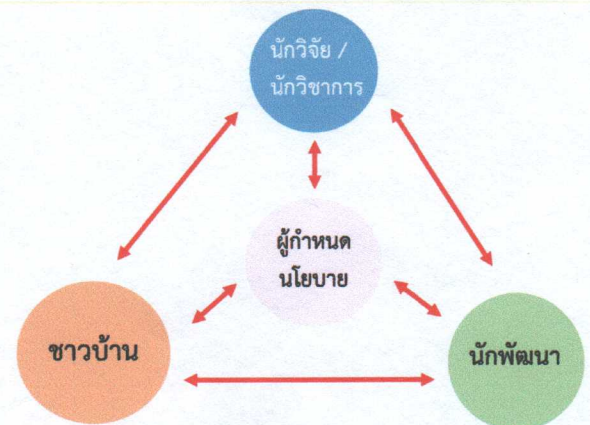 นักวิจัย /
นักวิชาการ
ผู้กำหนด
นโยบาย
ชาวบ้าน
นักพัฒนา